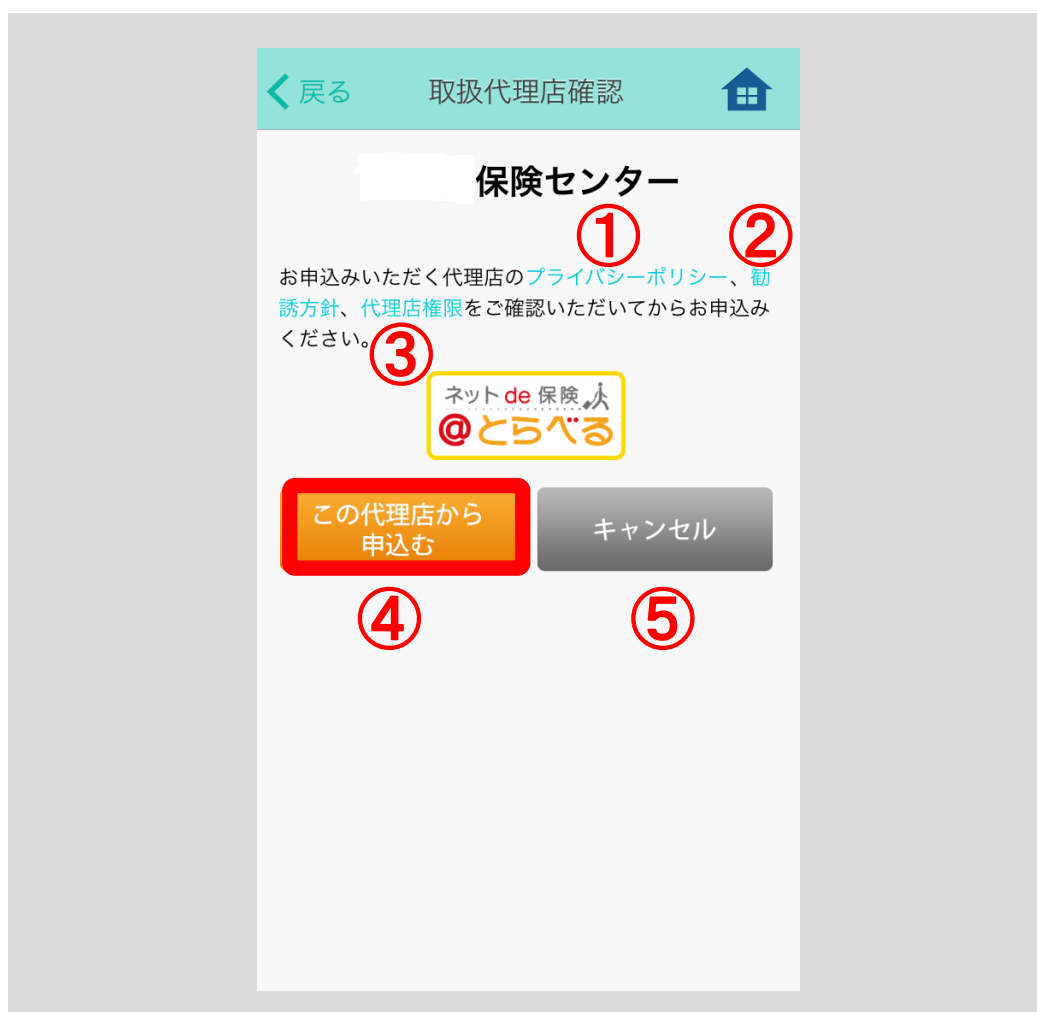 戻る 取扱代理店確認
保険センター
① ②
お申込みいただく代理店のプライバシーポリシー、勧
誘方針、代理店権限をご確認いただいてからお申込み
ください。
③
ネット de 保険
@とらべる
この代理店から
申込む
キャンセル
④ ⑤